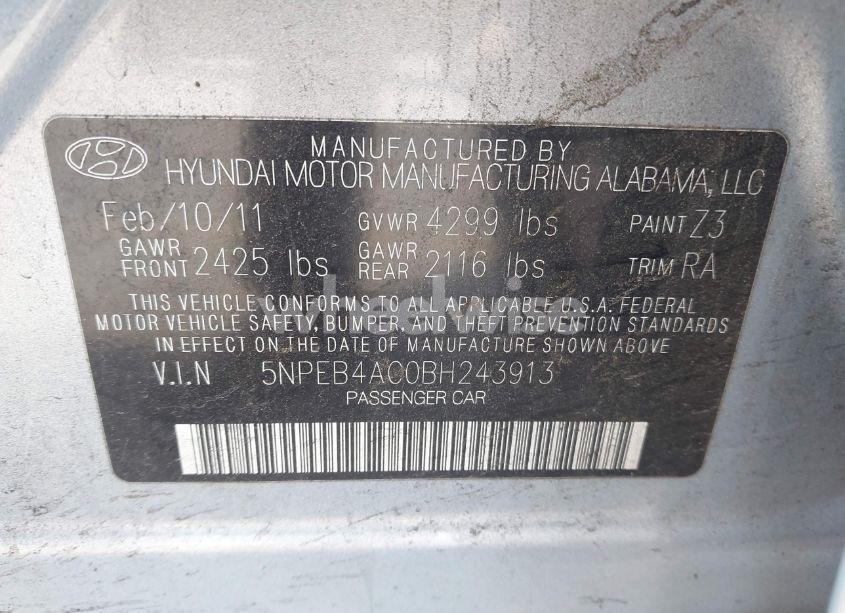 MANUFACTURED BY
HYUNDAI MOTOR MANUFACTURING ALABAMA, LLC
Feb/10/11 GVWR 4299 lbs PAINT Z3
GAWR FRONT 2425 lbs GAWR REAR 2116 lbs TRIM RA
THIS VEHICLE CONFORMS TO ALL APPLICABLE U.S.A. FEDERAL
MOTOR VEHICLE SAFETY, BUMPER, AND THEFT PREVENTION STANDARDS
IN EFFECT ON THE DATE OF MANUFACTURE SHOWN ABOVE
V.I.N 5NPEB4AC0BH243913
PASSENGER CAR